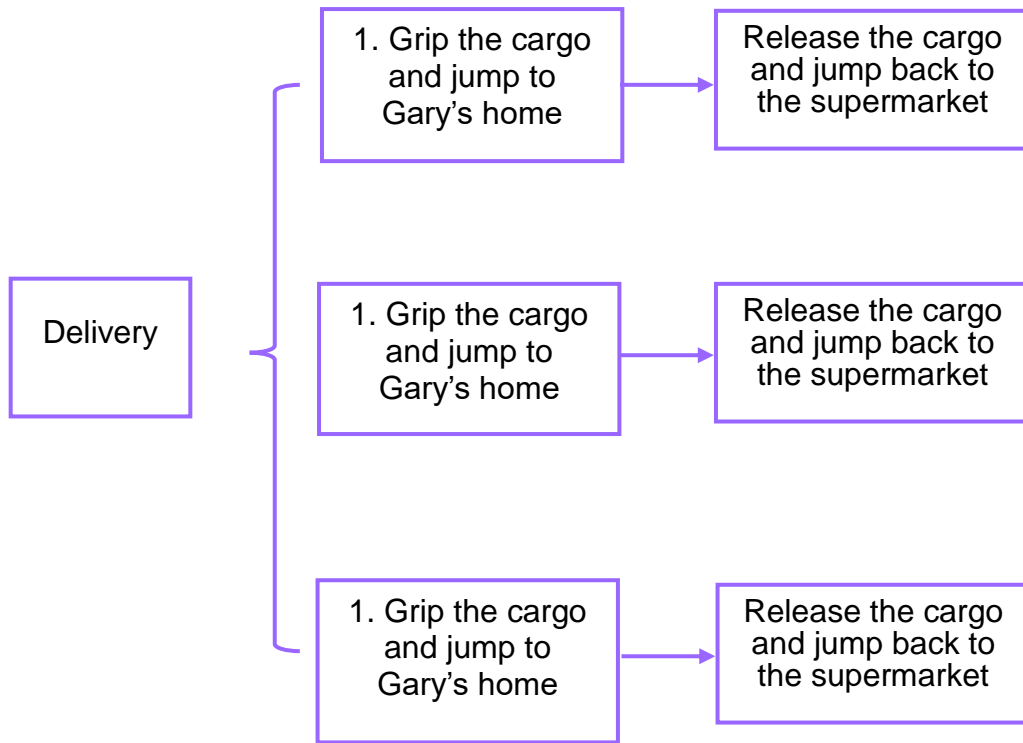 1. Grip the cargo
and jump to
Gary’s home
Release the cargo
and jump back to
the supermarket
Delivery
1. Grip the cargo
and jump to
Gary’s home
Release the cargo
and jump back to
the supermarket
1. Grip the cargo
and jump to
Gary’s home
Release the cargo
and jump back to
the supermarket